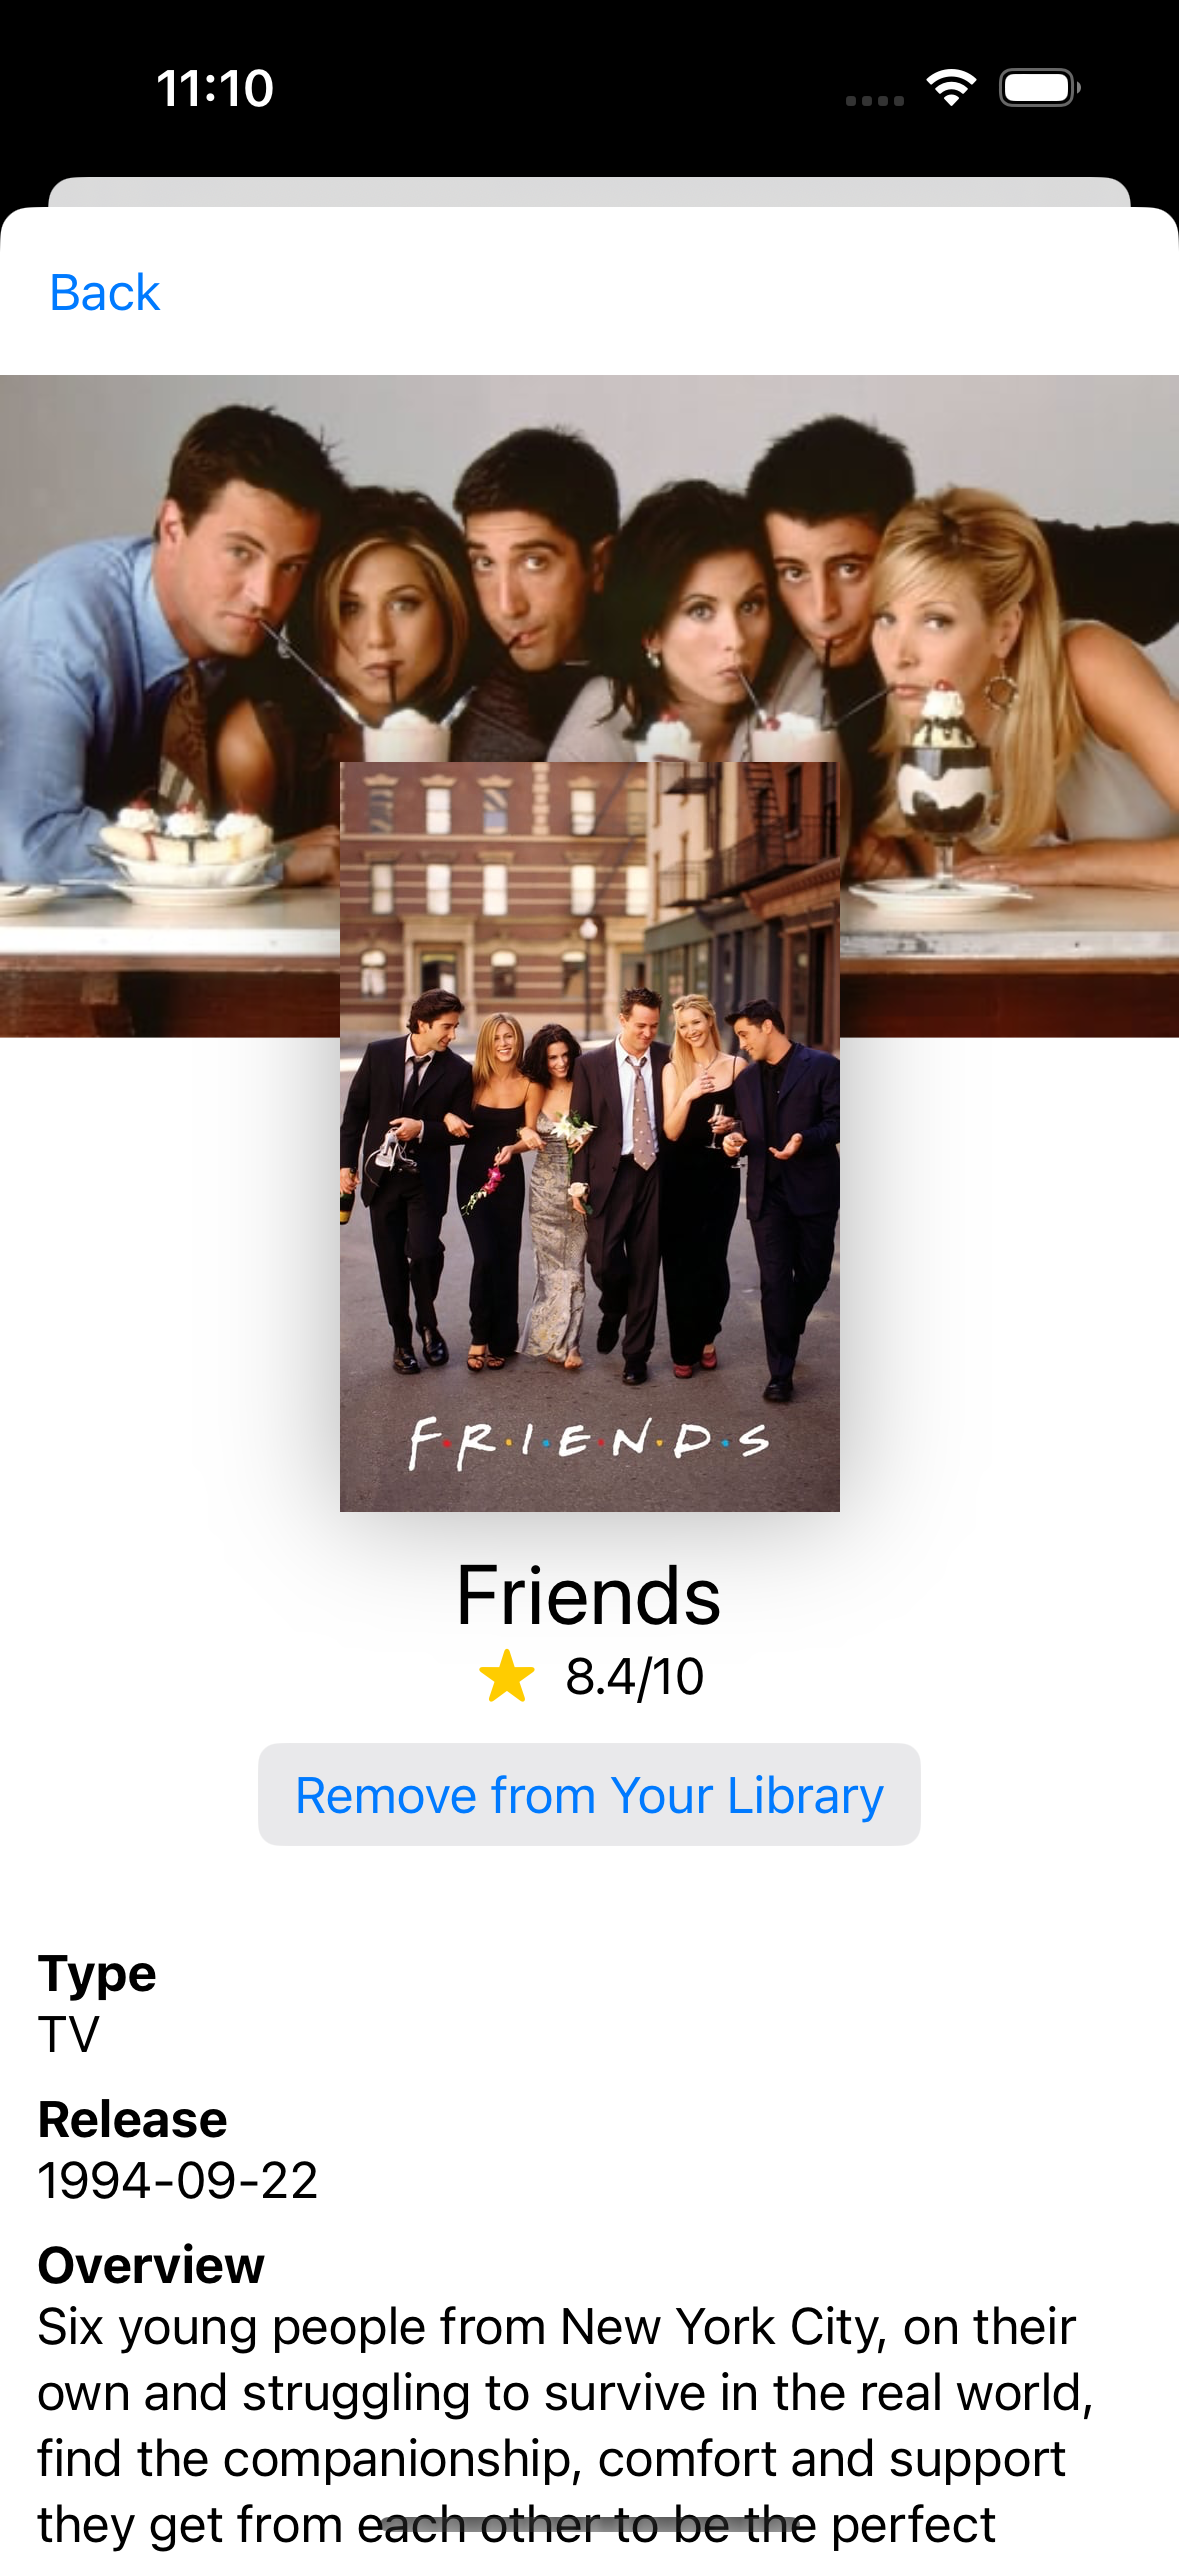 11:10
Back
F·R·I·E·N·D·S
Friends
8.4/10
Remove from Your Library
Type
TV
Release
1994-09-22
Overview
Six young people from New York City, on their
own and struggling to survive in the real world,
find the companionship, comfort and support
they get from each other to be the perfect